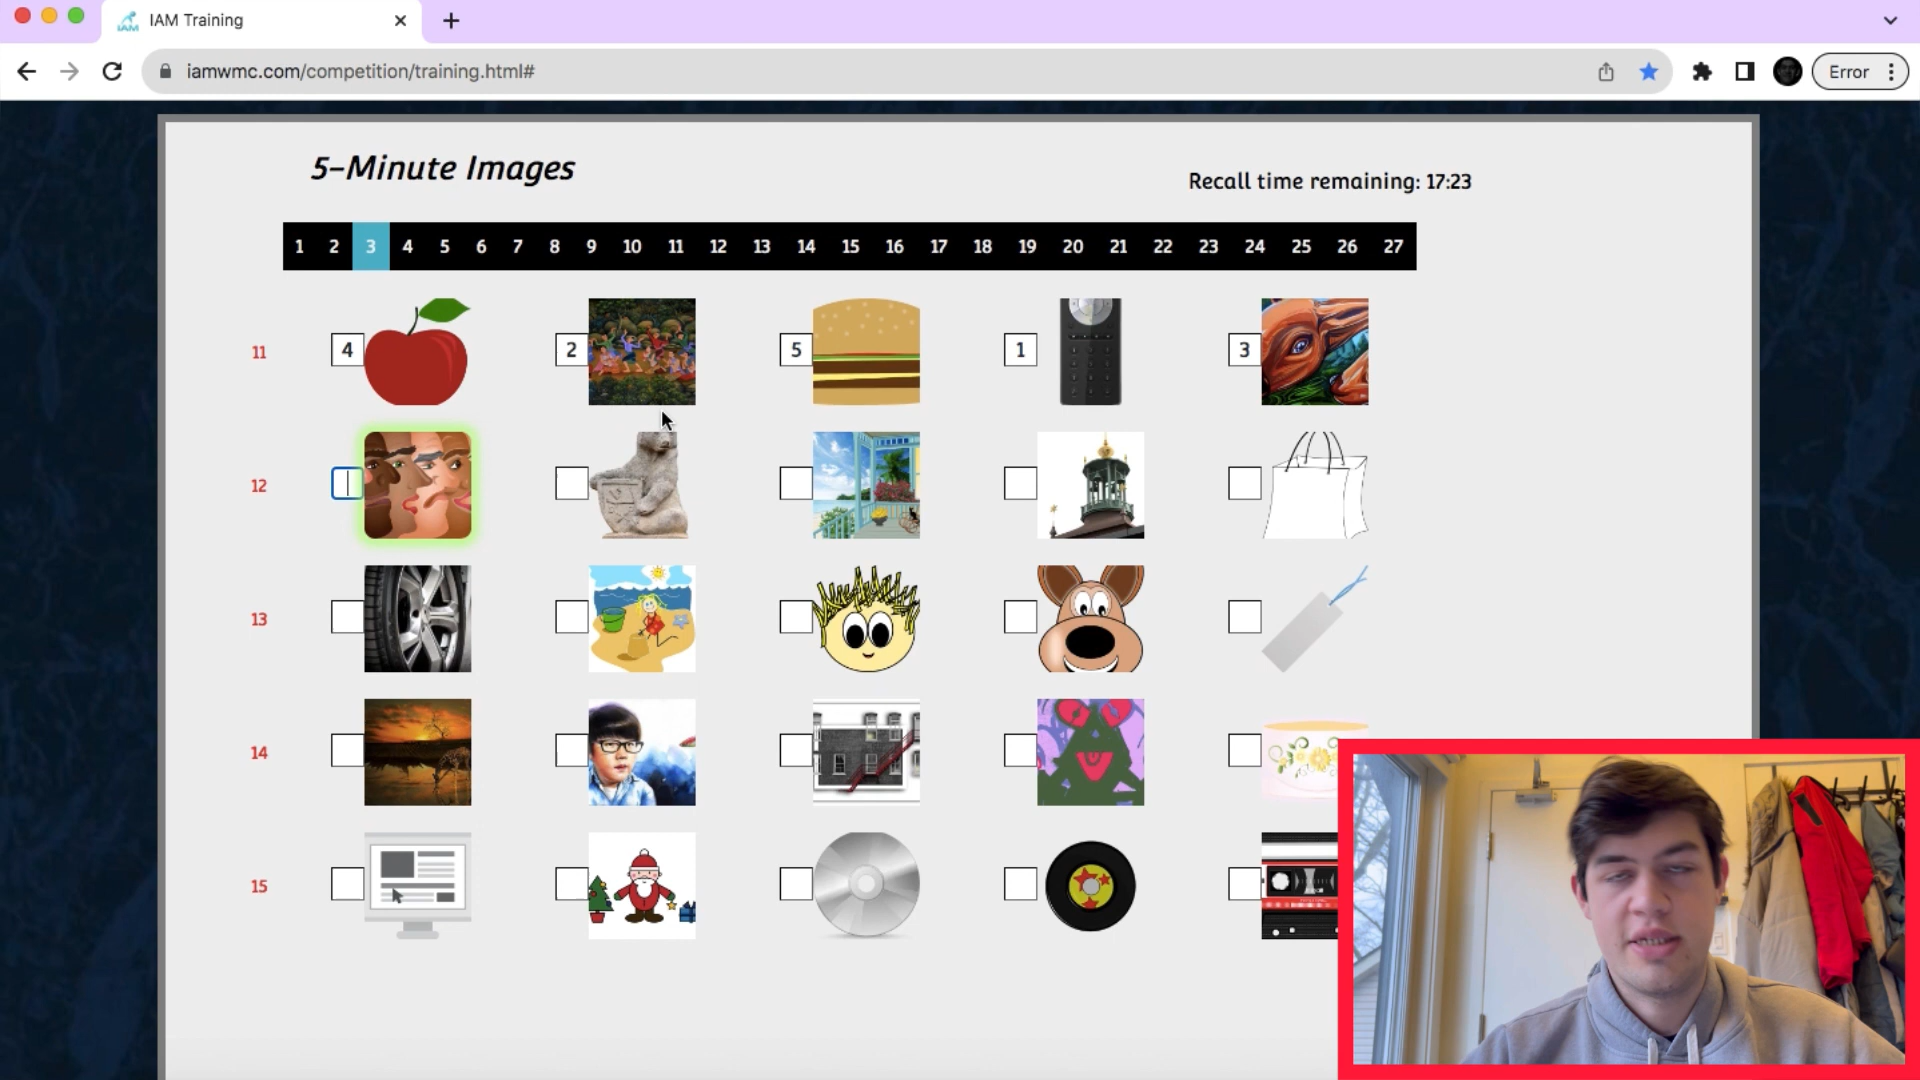 IAM Training
iamwmc.com/competition/training.html#
Error
5-Minute Images
Recall time remaining: 17:23
1 2 3 4 5 6 7 8 9 10 11 12 13 14 15 16 17 18 19 20 21 22 23 24 25 26 27
11 4 2 5 1 3
12
13
14
15